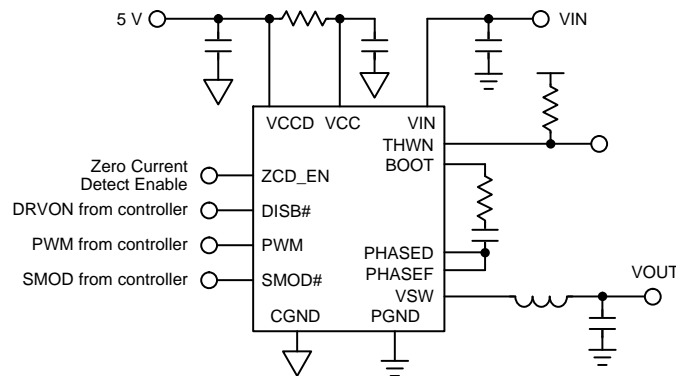 5 V
VIN
VCCD
VCC
VIN
THWN
BOOT
Zero Current
Detect Enable
ZCD_EN
DRVON from controller
DISB#
PWM from controller
PWM
PHASED
PHASEF
SMOD from controller
SMOD#
VSW
VOUT
CGND
PGND